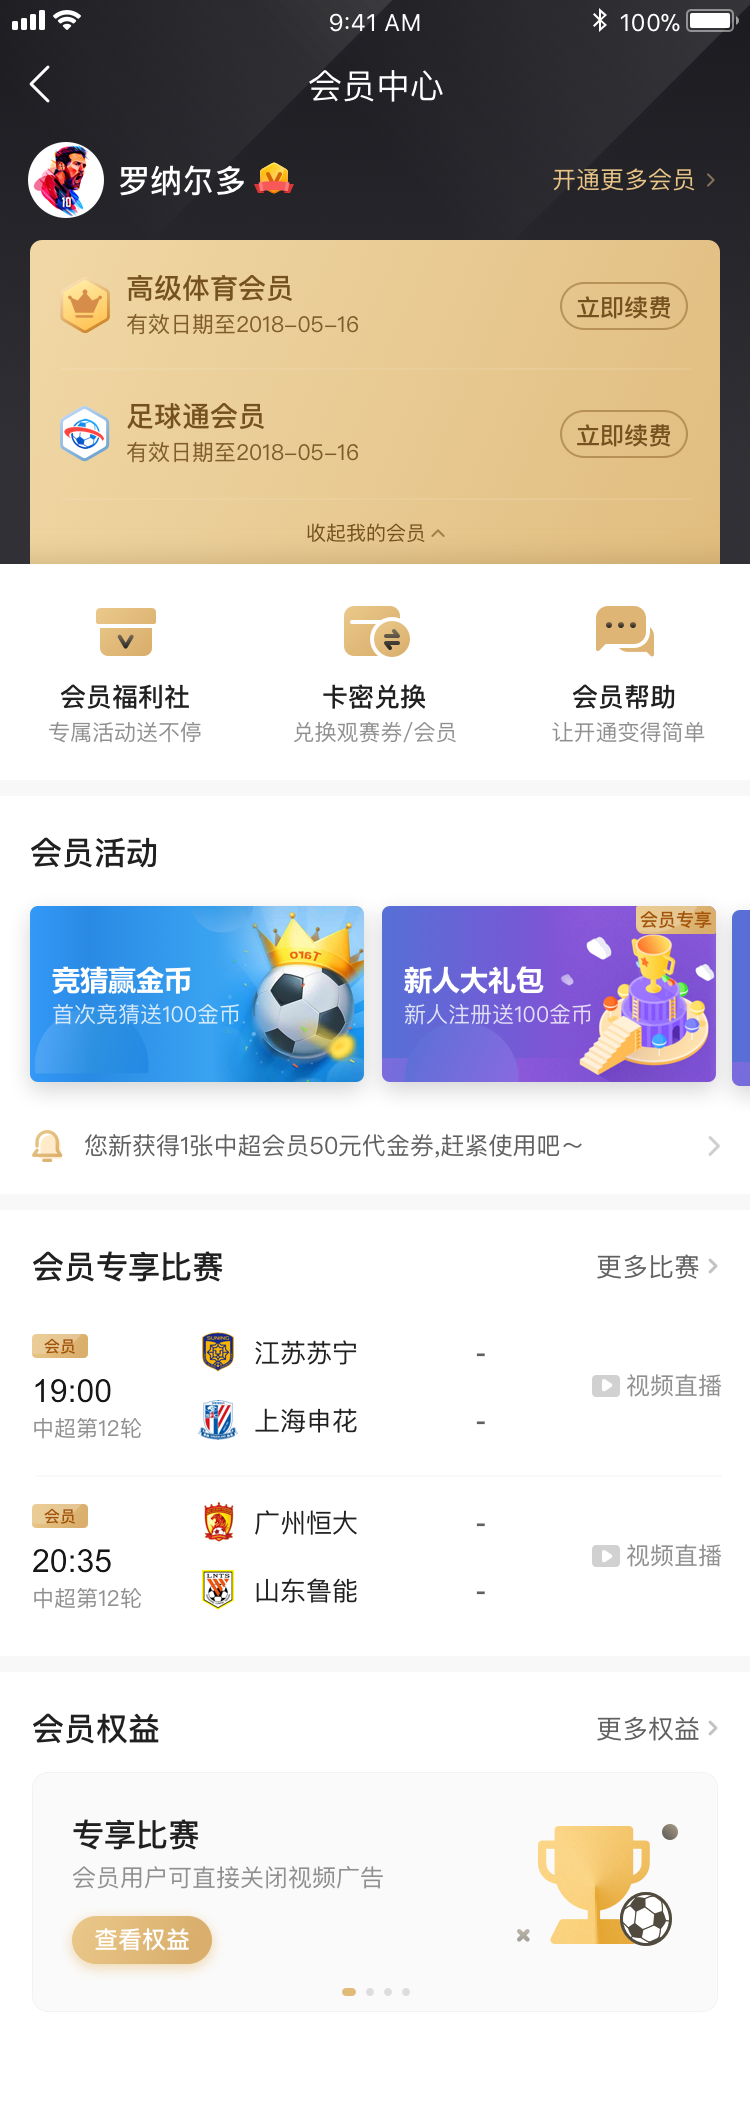 9:41 AM
100%
会员中心
10
罗纳尔多
开通更多会员
高级体育会员
有效日期至2018-05-16
立即续费
足球通会员
有效日期至2018-05-16
立即续费
收起我的会员
会员福利社
专属活动送不停
卡密兑换
兑换观赛券/会员
会员帮助
让开通变得简单
会员活动
竞猜赢金币
首次竞猜送100金币
Taro
会员专享
新人大礼包
新人注册送100金币
您新获得1张中超会员50元代金券,赶紧使用吧～
会员专享比赛
更多比赛
会员
19:00
中超第12轮
SUNING
江苏苏宁
-
上海申花
-
视频直播
会员
20:35
中超第12轮
广州恒大
-
LNTS
山东鲁能
-
视频直播
会员权益
更多权益
专享比赛
会员用户可直接关闭视频广告
查看权益